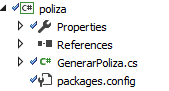 C# poliza
Properties
References
GenerarPoliza.cs
packages.config